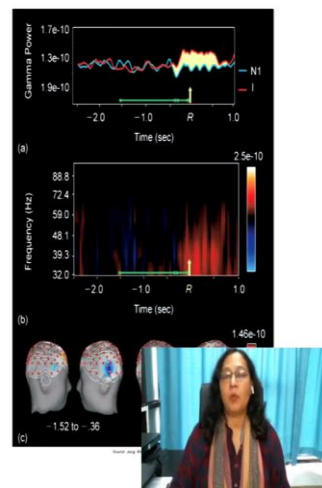 1.7e-10
Gamma Power
1.3e-10
1.9e-10
N1
I
−2.0
−1.0
R
1.0
Time (sec)
(a)
2.5e-10
Frequency (Hz)
88.8
72.4
59.0
48.1
39.3
32.0
−2.0
−1.0
R
1.0
Time (sec)
(b)
1.46e-10
−1.52 to −.36
(c)